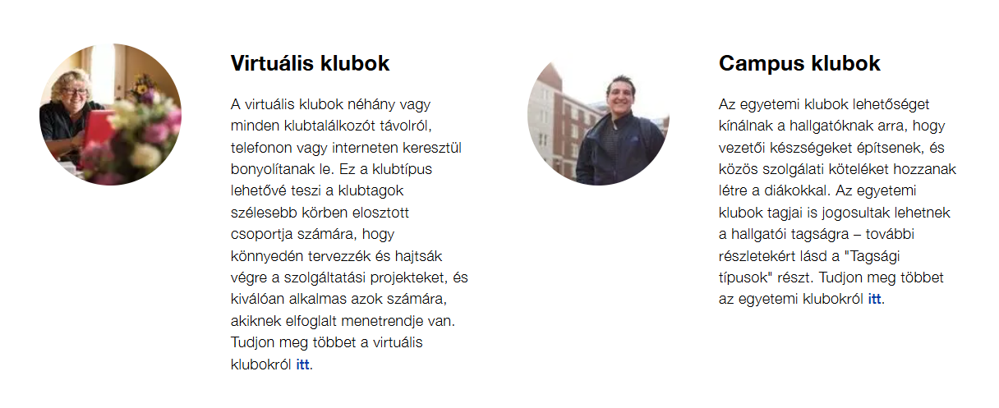 Virtuális klubok
A virtuális klubok néhány vagy
minden klubtalálkozót távolról,
telefonon vagy interneten keresztül
bonyolítanak le. Ez a klubtípus
lehetővé teszi a klubtagok
szélesebb körben elosztott
csoportja számára, hogy
könnyedén tervezzék és hajtsák
végre a szolgáltatási projekteket, és
kiválóan alkalmas azok számára,
akiknek elfoglalt menetrendje van.
Tudjon meg többet a virtuális
klubokról itt.
Campus klubok
Az egyetemi klubok lehetőséget
kínálnak a hallgatóknak arra, hogy
vezetői készségeket építsenek, és
közös szolgálati köteléket hozzanak
létre a diákokkal. Az egyetemi
klubok tagjai is jogosultak lehetnek
a hallgatói tagságra – további
részletekért lásd a "Tagsági
típusok" részt. Tudjon meg többet
az egyetemi klubokról itt.